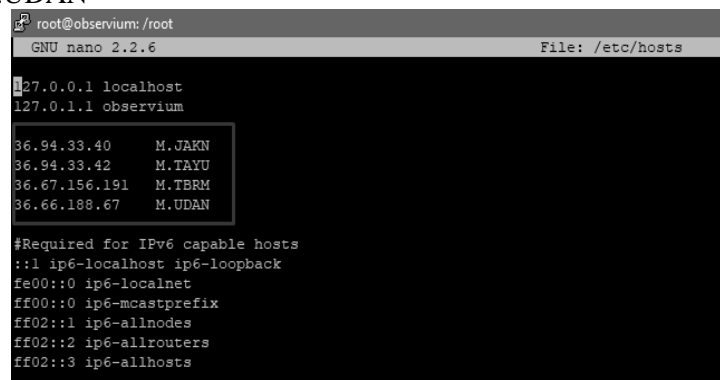 root@observium: /root
GNU nano 2.2.6 File: /etc/hosts
127.0.0.1 localhost
127.0.1.1 observium
36.94.33.40 M.JAKN
36.94.33.42 M.TAYU
36.67.156.191 M.TBRM
36.66.188.67 M.UDAN
#Required for IPv6 capable hosts
::1 ip6-localhost ip6-loopback
fe00::0 ip6-localnet
ff00::0 ip6-mcastprefix
ff02::1 ip6-allnodes
ff02::2 ip6-allrouters
ff02::3 ip6-allhosts